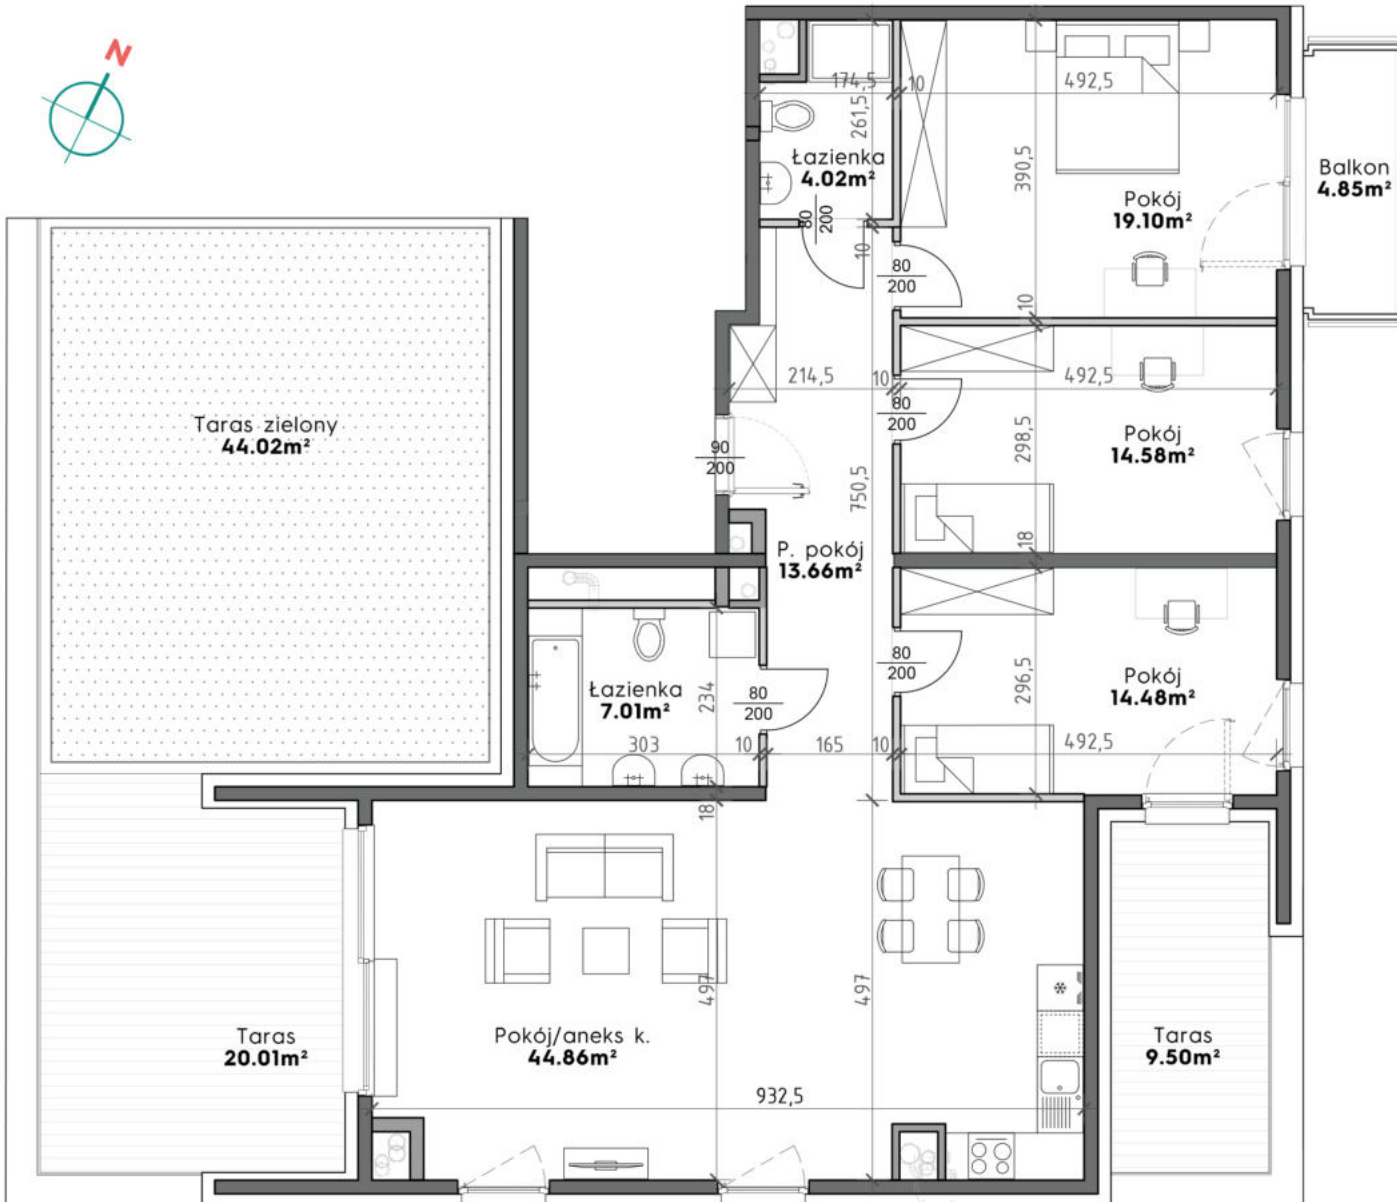 N
174,5
10
492,5
261,5
Łazienka
4.02m²
390,5
Balkon
4.85m²
Pokój
19.10m²
80
200
10
80
200
10
214,5
10
492,5
Taras zielony
44.02m²
80
200
298,5
Pokój
14.58m²
90
200
750,5
18
P. pokój
13.66m²
80
200
296,5
Łazienka
7.01m²
234
80
200
Pokój
14.48m²
303
10
165
10
492,5
18
497
497
Taras
20.01m²
Pokój/aneks k.
44.86m²
Taras
9.50m²
932,5